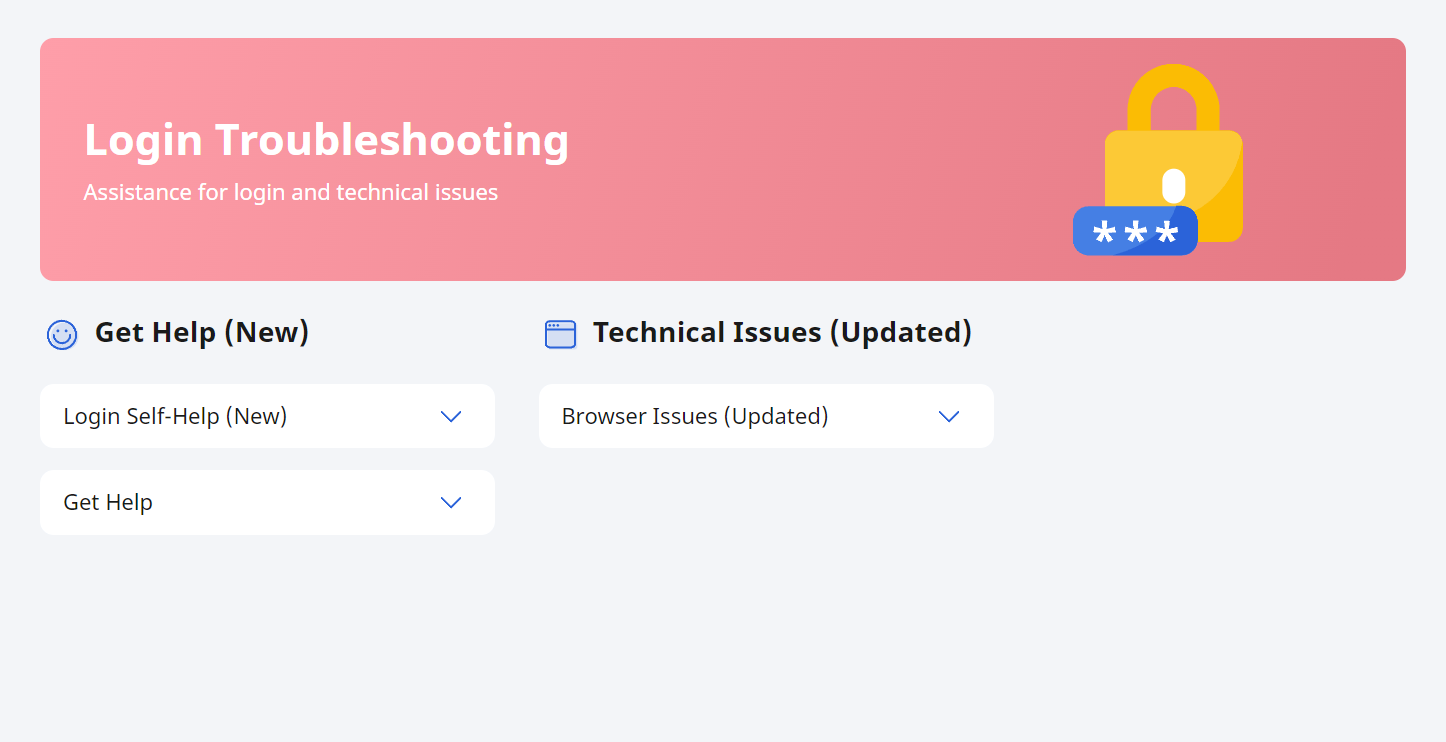 Login Troubleshooting
Assistance for login and technical issues
***
Get Help (New)
Login Self-Help (New)
Get Help
Technical Issues (Updated)
Browser Issues (Updated)